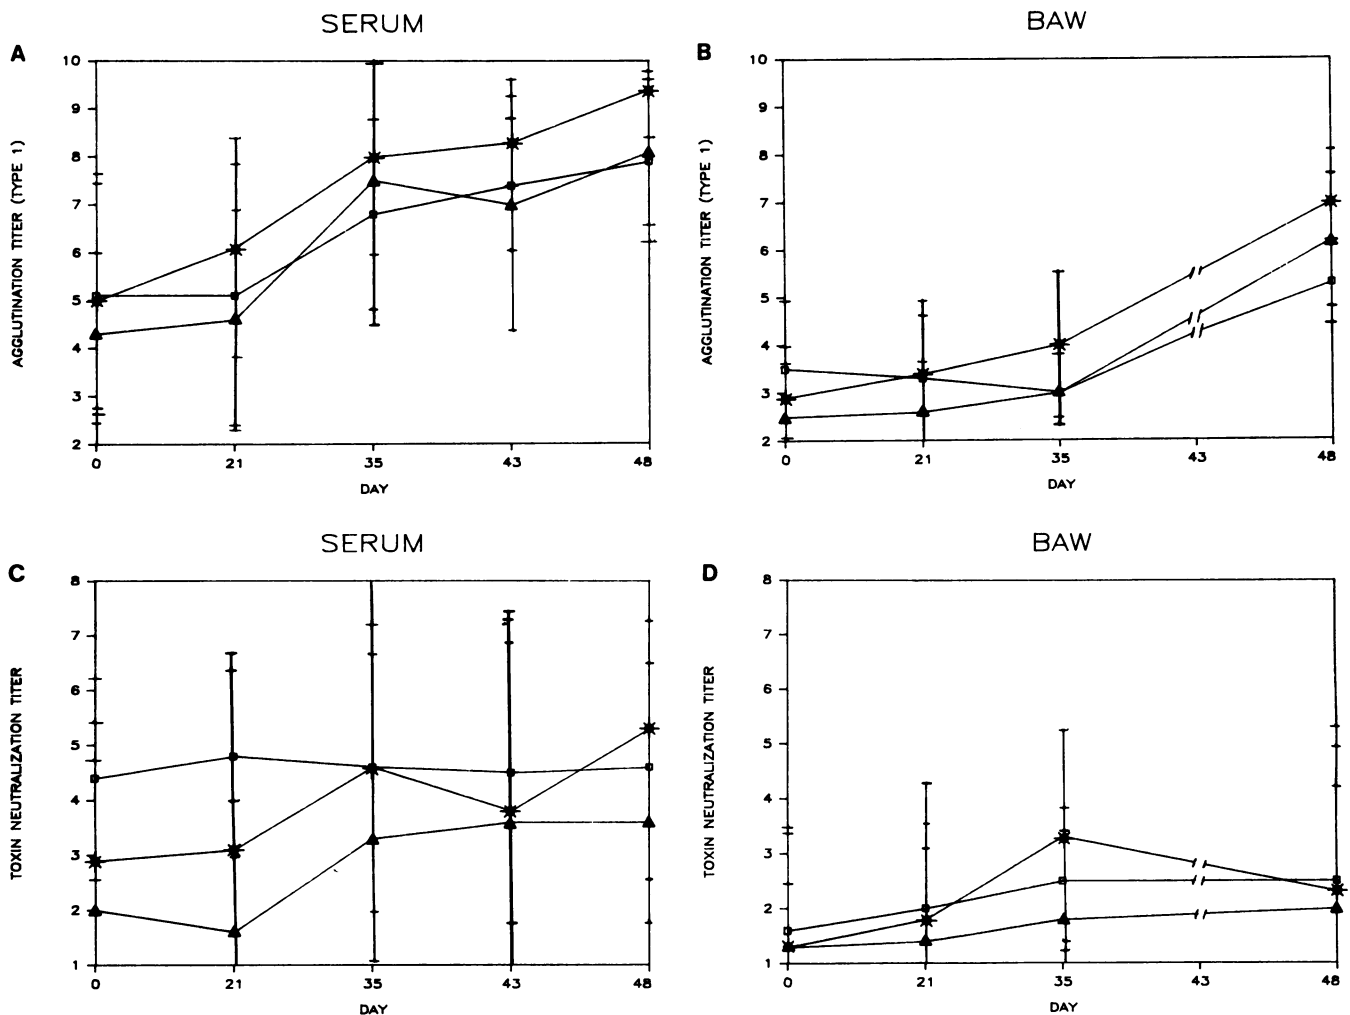 SERUM
A
AGGLUTINATION TITER (TYPE 1)
10
9
8
7
6
5
4
3
2
0 21 35 43 48
DAY
BAW
B
AGGLUTINATION TITER (TYPE 1)
10
9
8
7
6
5
4
3
2
0 21 35 43 48
DAY
SERUM
C
TOXIN NEUTRALIZATION TITER
8
7
6
5
4
3
2
1
0 21 35 43 48
DAY
BAW
D
TOXIN NEUTRALIZATION TITER
8
7
6
5
4
3
2
1
0 21 35 43 48
DAY